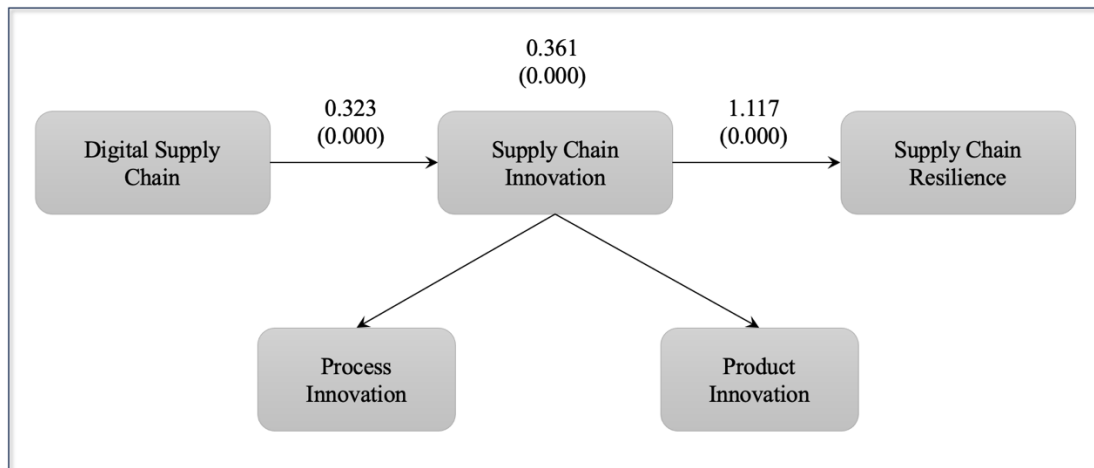 0.361
(0.000)
0.323
(0.000)
1.117
(0.000)
Digital Supply
Chain
Supply Chain
Innovation
Supply Chain
Resilience
Process
Innovation
Product
Innovation